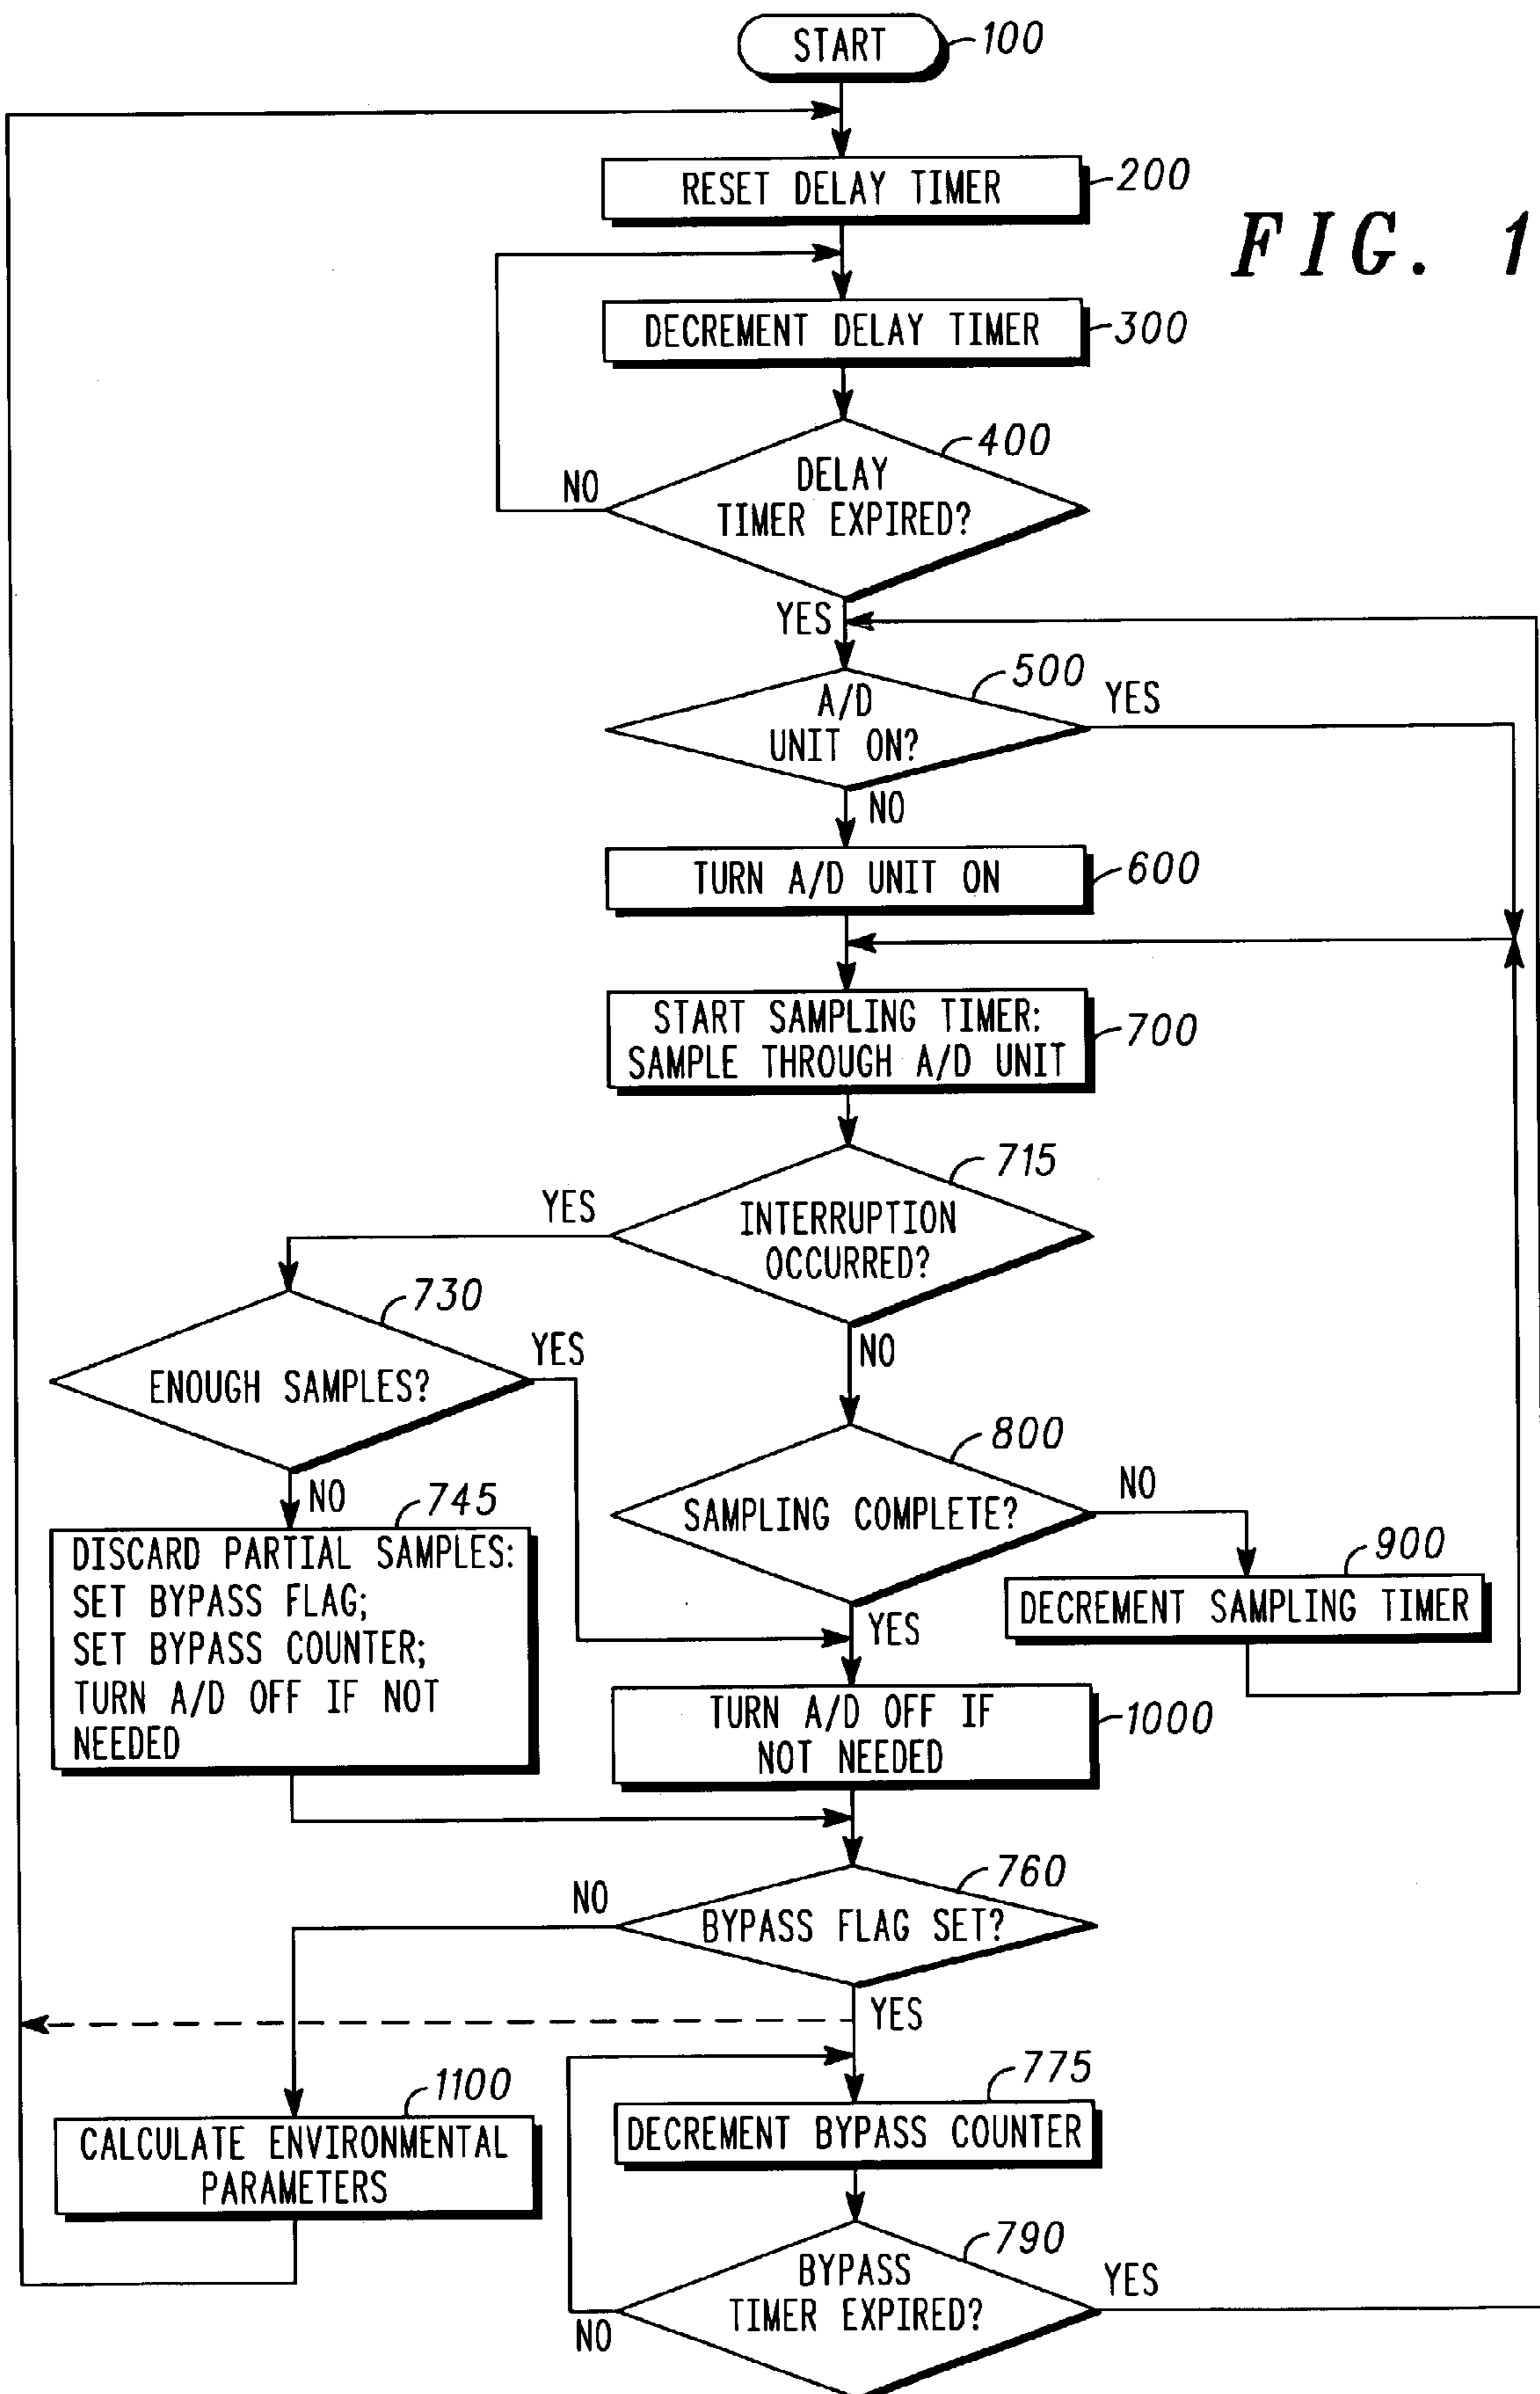 START
100
RESET DELAY TIMER
200
FIG. 1
DECREMENT DELAY TIMER
300
400
DELAY
TIMER EXPIRED?
NO
YES
500
A/D
UNIT ON?
YES
NO
TURN A/D UNIT ON
600
START SAMPLING TIMER:
SAMPLE THROUGH A/D UNIT
700
715
YES
INTERRUPTION
OCCURRED?
730
NO
ENOUGH SAMPLES?
YES
800
SAMPLING COMPLETE?
NO
NO
745
DISCARD PARTIAL SAMPLES:
SET BYPASS FLAG;
SET BYPASS COUNTER;
TURN A/D OFF IF NOT
NEEDED
900
DECREMENT SAMPLING TIMER
YES
TURN A/D OFF IF
NOT NEEDED
1000
760
NO
BYPASS FLAG SET?
YES
1100
CALCULATE ENVIRONMENTAL
PARAMETERS
775
DECREMENT BYPASS COUNTER
790
BYPASS
TIMER EXPIRED?
YES
NO